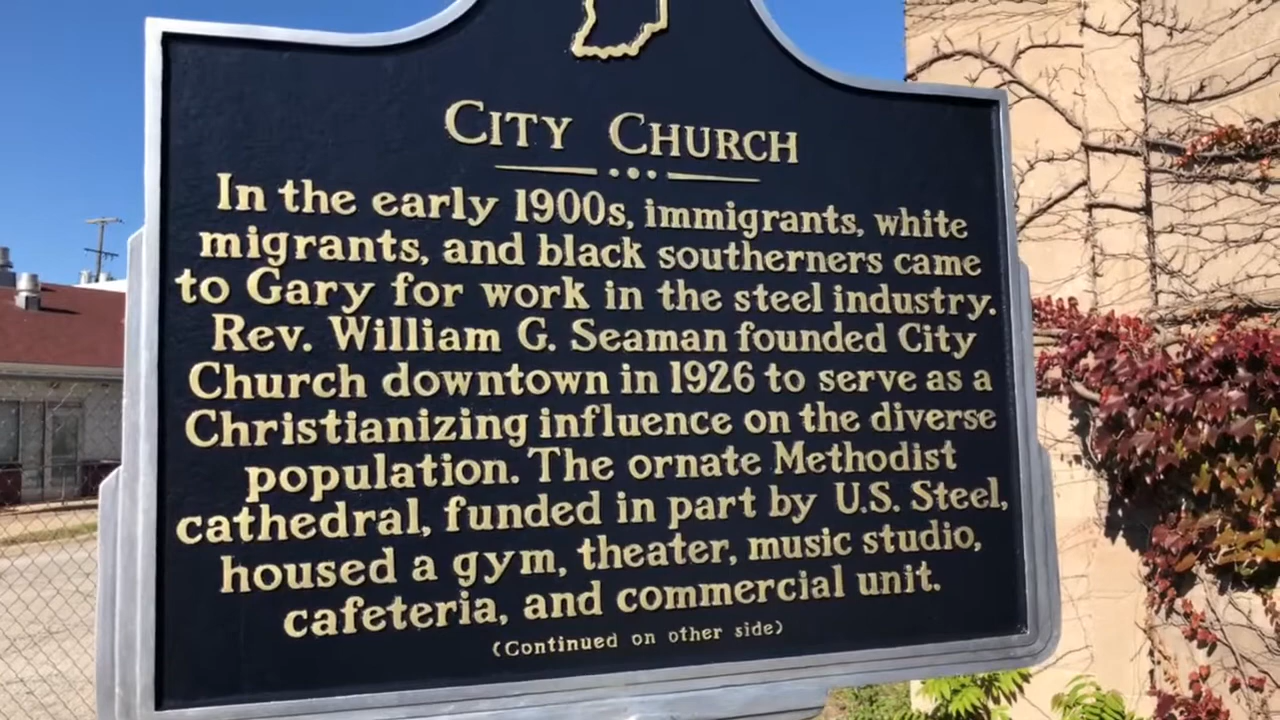 CITY CHURCH
In the early 1900s, immigrants, white
migrants, and black southerners came
to Gary for work in the steel industry.
Rev. William G. Seaman founded City
Church downtown in 1926 to serve as a
Christianizing influence on the diverse
population. The ornate Methodist
cathedral, funded in part by U.S. Steel,
housed a gym, theater, music studio,
cafeteria, and commercial unit.
(Continued on other side)